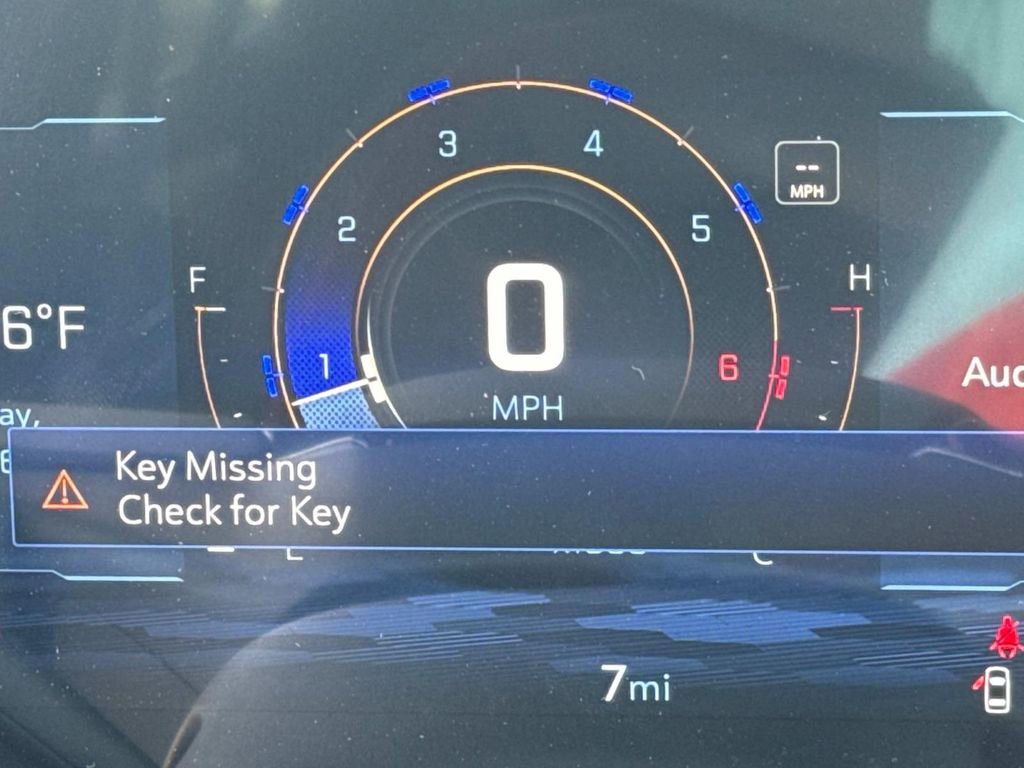 3 4
--
MPH
2 5
F H
0
6°F
1 6
MPH
Key Missing
Check for Key
7mi